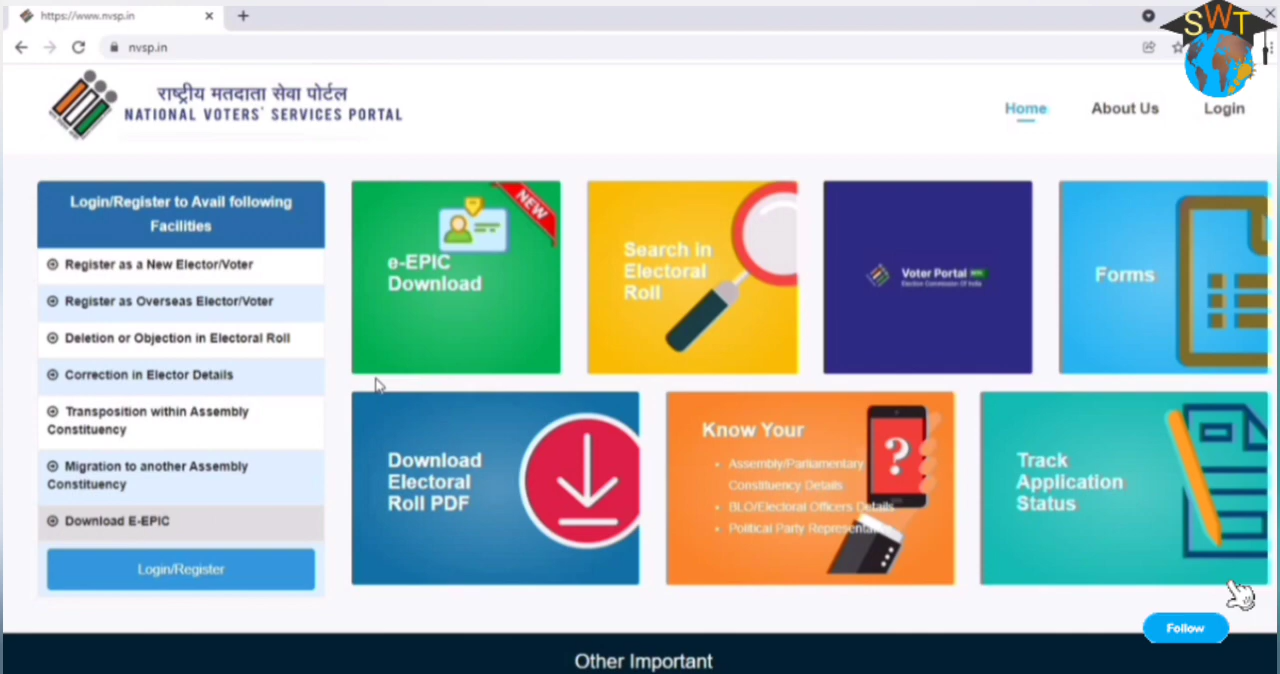 https://www.nvsp.in
nvsp.in
SWT
राष्ट्रीय मतदाता सेवा पोर्टल
NATIONAL VOTERS' SERVICES PORTAL
Home
About Us
Login
Login/Register to Avail following
Facilities
Register as a New Elector/Voter
Register as Overseas Elector/Voter
Deletion or Objection in Electoral Roll
Correction in Elector Details
Transposition within Assembly
Constituency
Migration to another Assembly
Constituency
Download E-EPIC
Login/Register
NEW
e-EPIC
Download
Search in
Electoral
Roll
Voter Portal
Election Commission Of India
Forms
Download
Electoral
Roll PDF
Know Your
Assembly/Parliamentary
Constituency Details
BLO/Electoral Officers Details
Political Party
?
Track
Application
Status
Follow
Other Important